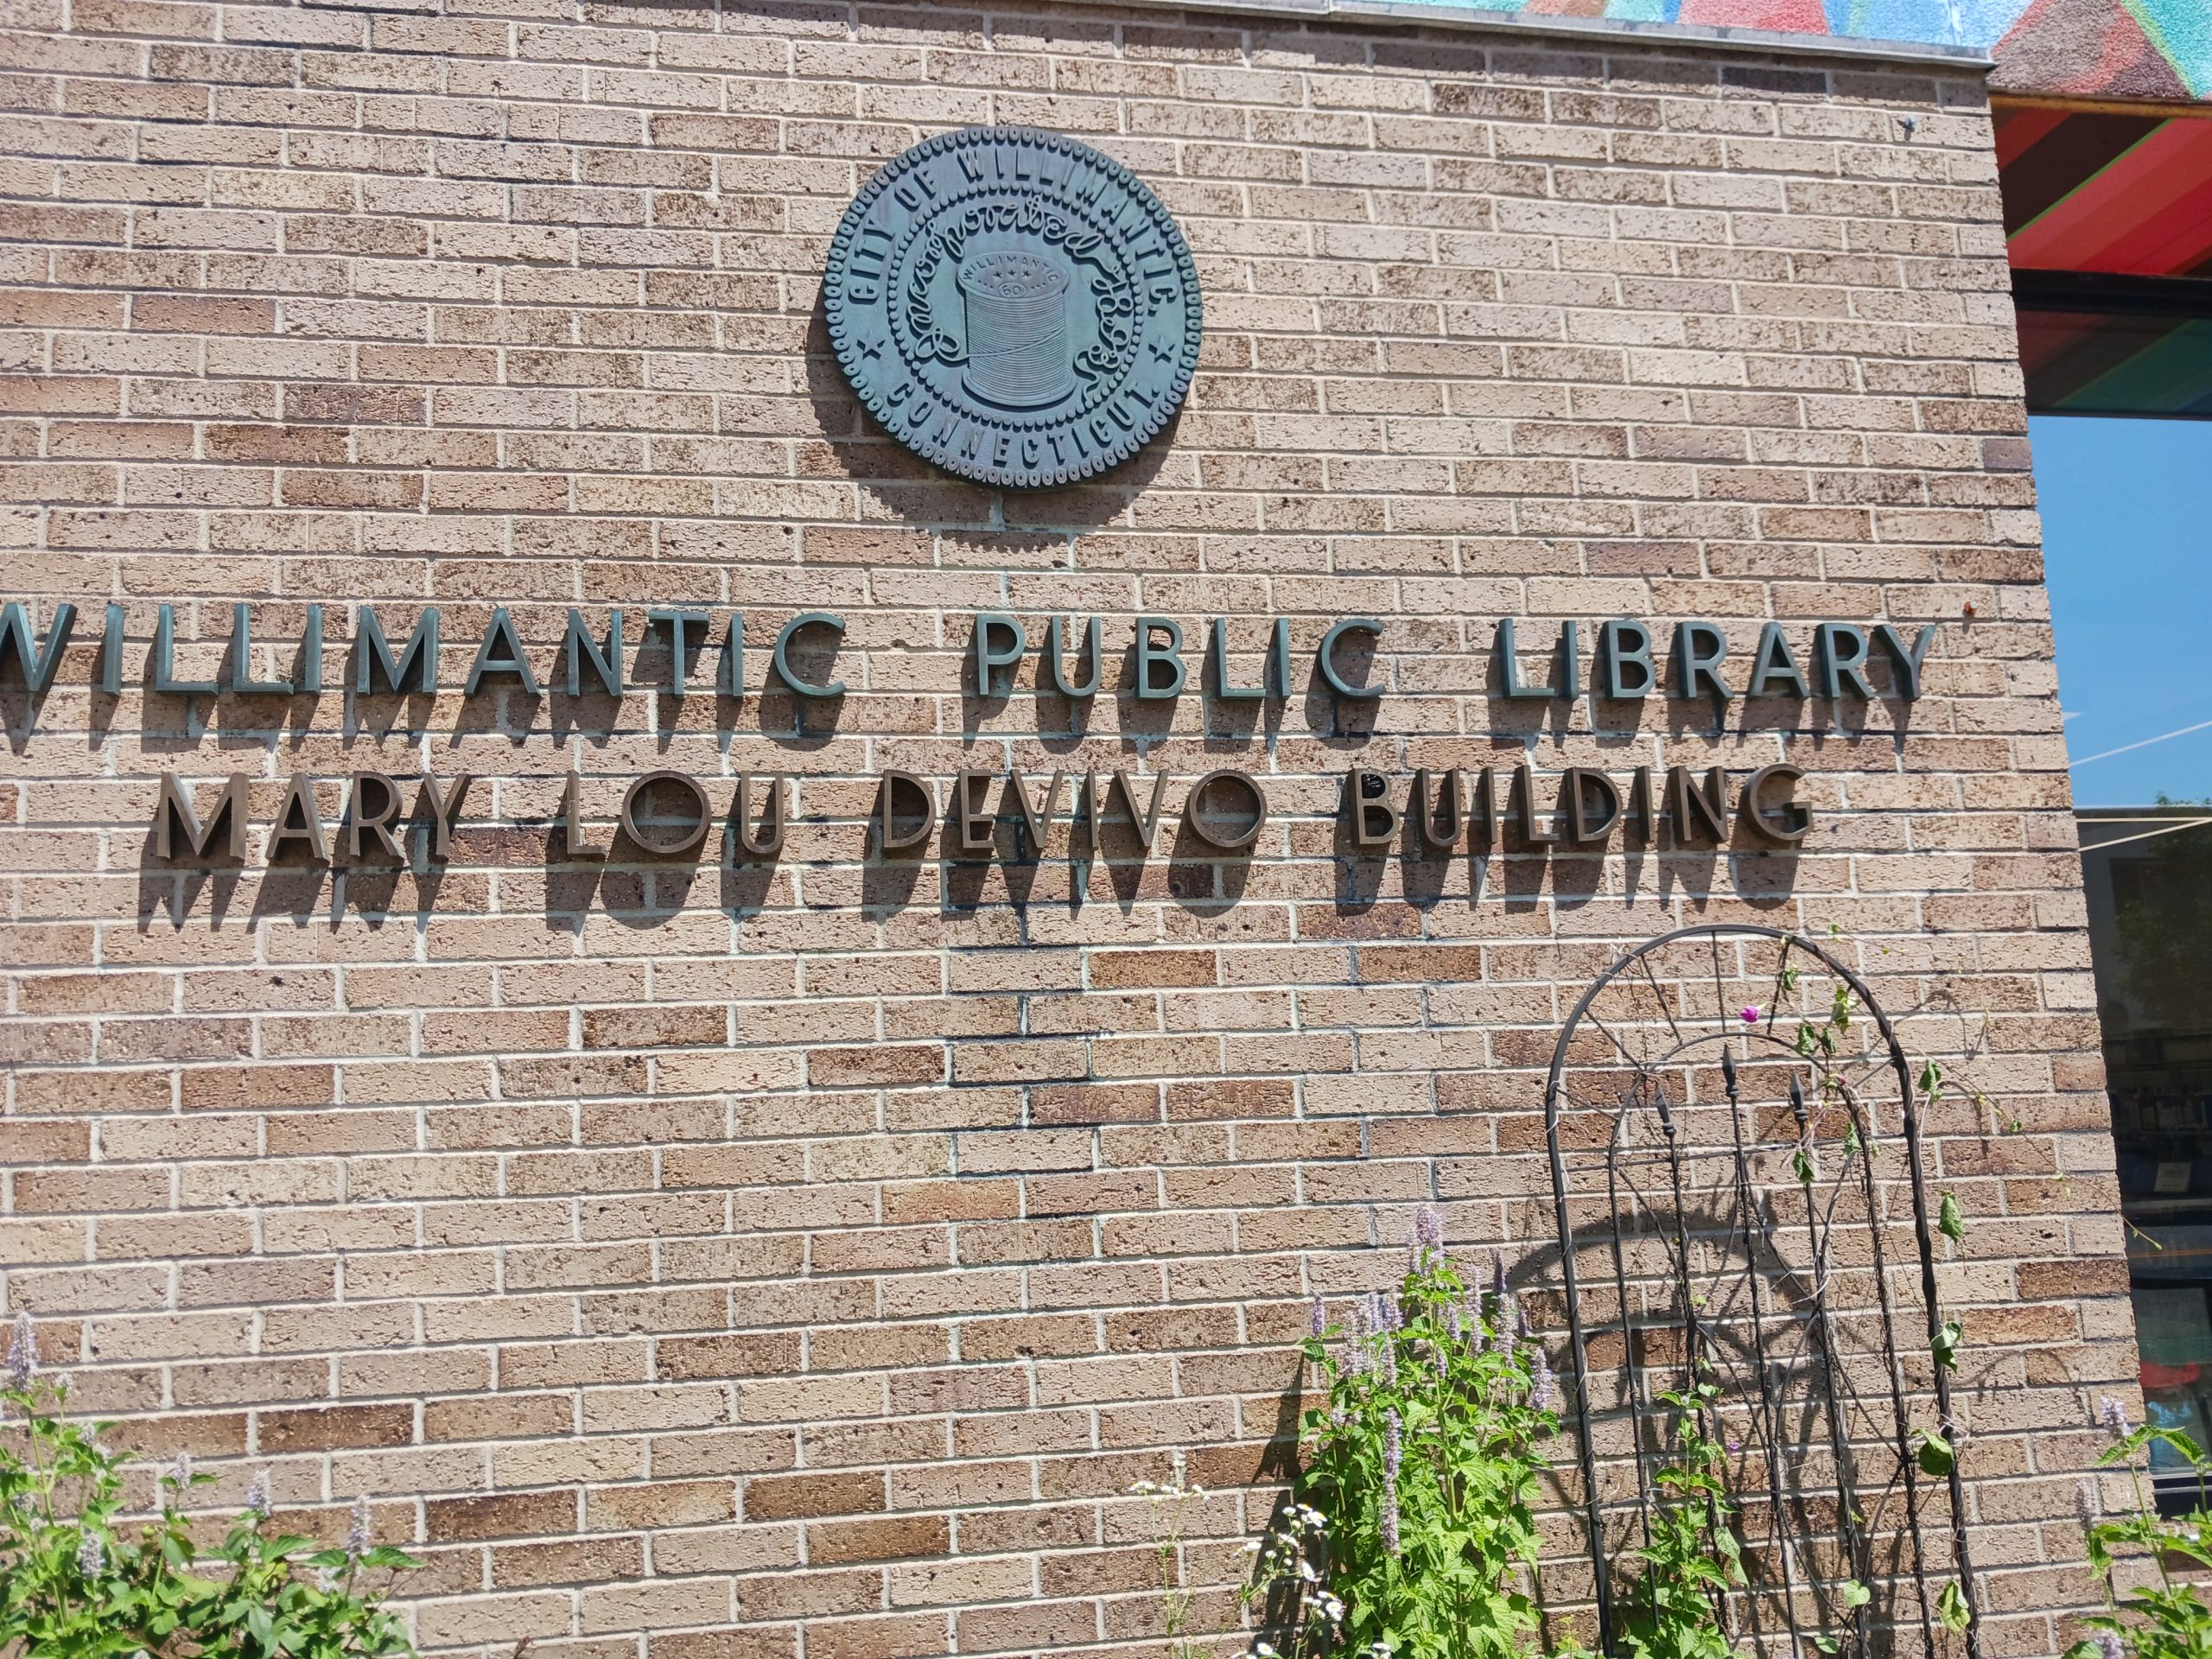 CITY OF WILLIMANTIC
Incorporated 1893
WILLIMANTIC
60
CONNECTICUT
WILLIMANTIC PUBLIC LIBRARY
MARY LOU DEVIVO BUILDING